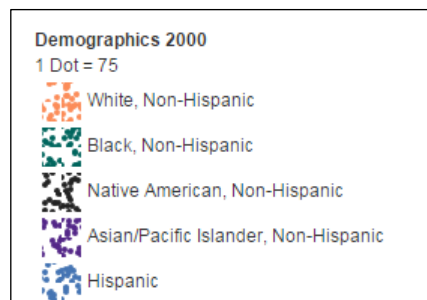 Demographics 2000
1 Dot = 75
White, Non-Hispanic
Black, Non-Hispanic
Native American, Non-Hispanic
Asian/Pacific Islander, Non-Hispanic
Hispanic